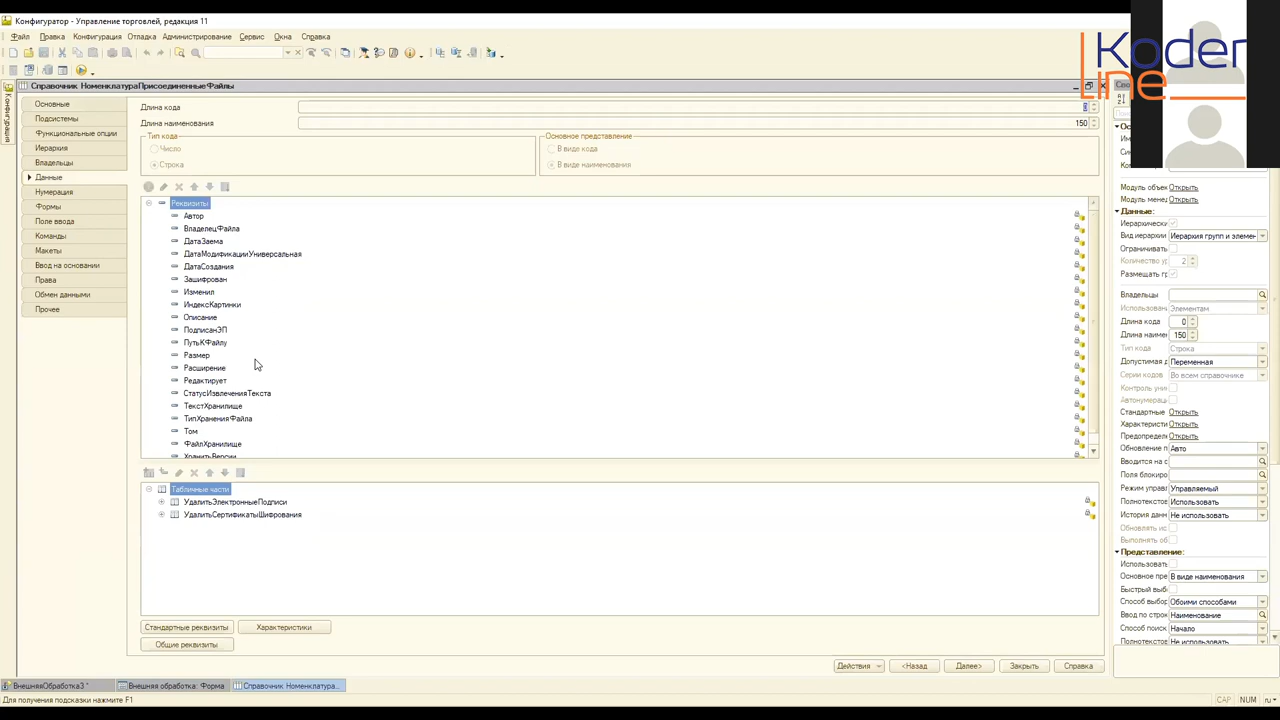 Конфигуратор - Управление торговлей, редакция 11
Файл Правка Конфигурация Отладка Администрирование Сервис Окна Справка
Koder
Line
Справочник НоменклатураПрисоединенныеФайлы
Основные
Подсистемы
Функциональные опции
Иерархия
Владельцы
Данные
Нумерация
Формы
Поле ввода
Команды
Макеты
Ввод на основании
Права
Обмен данными
Прочее
Конфигурация
Длина кода 0
Длина наименования 150
Тип кода
Число
Строка
Основное представление
В виде кода
В виде наименования
Реквизиты
Автор
ВладелецФайла
ДатаЗаема
ДатаМодификацииУниверсальная
ДатаСоздания
Зашифрован
Изменил
ИндексКартинки
Описание
ПодписанЭП
ПутьКФайлу
Размер
Расширение
Редактирует
СтатусИзвлеченияТекста
ТекстХранилище
ТипХраненияФайла
Том
ФайлХранилище
ХранитьВерсии
Табличные части
УдалитьЭлектронныеПодписи
УдалитьСертификатыШифрования
Стандартные реквизиты Характеристики
Общие реквизиты
Действия <Назад Далее> Закрыть Справка
Модуль объек Открыть
Модуль менед Открыть
Данные:
Иерархически
Вид иерархии Иерархия групп и элемен
Ограничивать
Количество у 2
Размещать гр
Владельцы
Использован Элементам
Длина кода 0
Длина наимен 150
Тип кода Строка
Допустимая д Переменная
Серии кодов Во всем справочнике
Контроль уни
Автонумерац
Стандартные Открыть
Характеристи Открыть
Предопредел Открыть
Обновление п Авто
Вводится на о
Поля блокиро
Режим управ Управляемый
Полнотекстов Использовать
История данн Не использовать
Обновлять ис
Выполнять об
Представление:
Использовать
Основное пре В виде наименования
Быстрый выб
Способ выбор Обоими способами
Ввод по строк Наименование
Способ поиск Начало
Полнотекстов Не использовать
ВнешняяОбработка3 * Внешняя обработка: Форма Справочник Номенклатура...
Для получения подсказки нажмите F1
CAP NUM ru